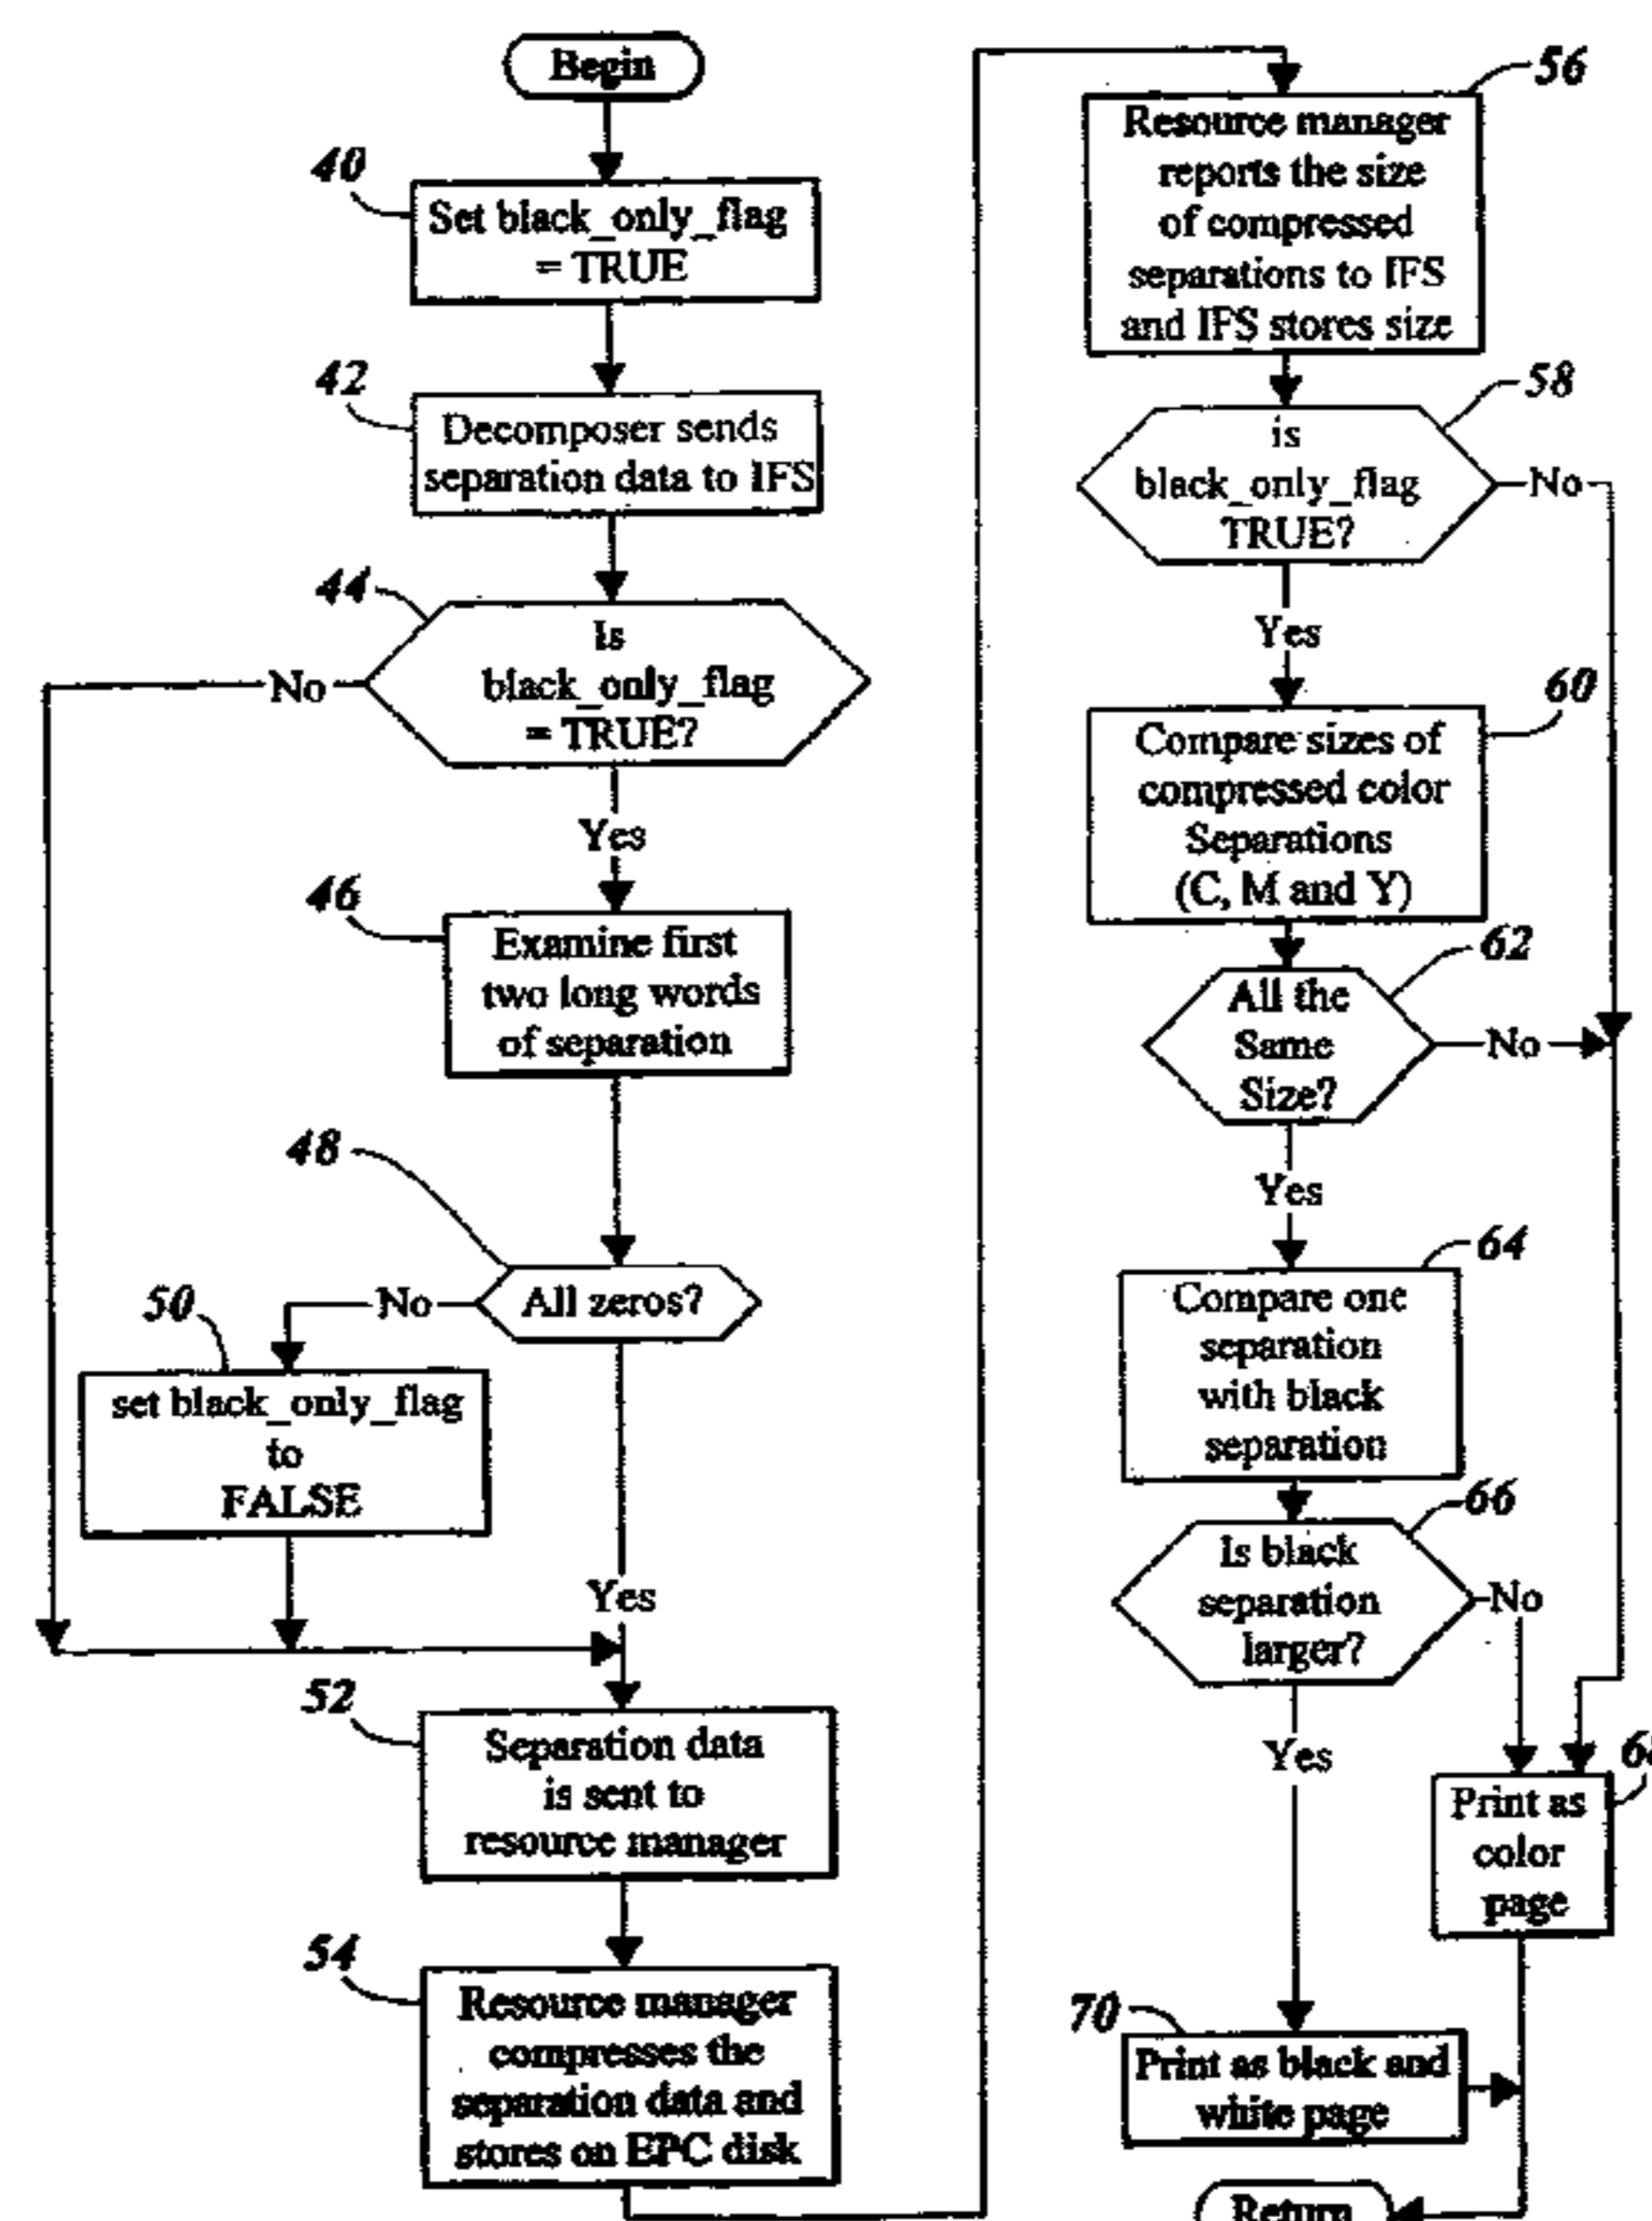 Begin
40
Set black_only_flag
= TRUE
42
Decomposer sends
separation data to IFS
44
Is
black_only_flag
= TRUE?
No
Yes
46
Examine first
two long words
of separation
48
All zeros?
No
50
set black_only_flag
to
FALSE
Yes
52
Separation data
is sent to
resource manager
54
Resource manager
compresses the
separation data and
stores on EPC disk
56
Resource manager
reports the size
of compressed
separations to IFS
and IFS stores size
58
is
black_only_flag
TRUE?
No
Yes
60
Compare sizes of
compressed color
Separations
(C, M and Y)
62
All the
Same
Size?
No
Yes
64
Compare one
separation
with black
separation
66
Is black
separation
larger?
No
Yes
Print as
color
page
70
Print as black and
white page
Return